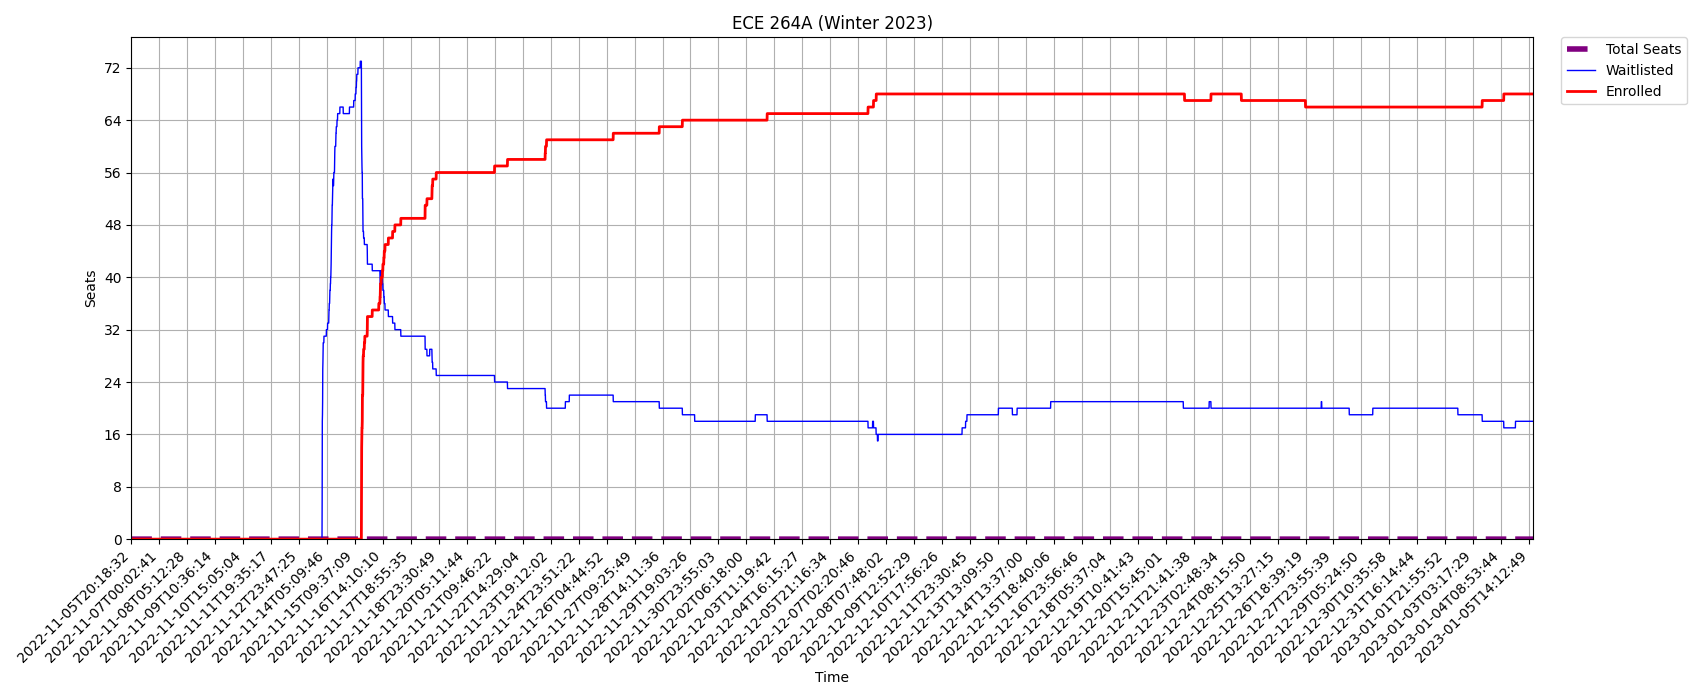 ECE 264A (Winter 2023)
Total Seats
Waitlisted
Enrolled
Seats
72
64
56
48
40
32
24
16
8
0
2022-11-05T20:18:32
2022-11-07T00:02:41
2022-11-08T05:12:28
2022-11-09T10:36:14
2022-11-10T15:05:04
2022-11-11T19:35:17
2022-11-12T23:47:25
2022-11-14T05:09:46
2022-11-15T09:37:09
2022-11-16T14:10:10
2022-11-17T18:55:35
2022-11-18T23:30:49
2022-11-20T05:11:44
2022-11-21T09:46:22
2022-11-22T14:29:04
2022-11-23T19:12:02
2022-11-24T23:51:22
2022-11-26T04:44:52
2022-11-27T09:25:49
2022-11-28T14:11:36
2022-11-29T19:03:26
2022-11-30T23:55:03
2022-12-02T06:18:00
2022-12-03T11:19:42
2022-12-04T16:15:27
2022-12-05T21:16:34
2022-12-07T02:20:46
2022-12-08T07:48:02
2022-12-09T12:52:29
2022-12-10T17:56:26
2022-12-11T23:30:45
2022-12-13T13:09:50
2022-12-14T13:37:00
2022-12-15T18:40:06
2022-12-16T23:56:46
2022-12-18T05:37:04
2022-12-19T10:41:43
2022-12-20T15:45:01
2022-12-21T21:41:38
2022-12-23T02:48:34
2022-12-24T08:15:50
2022-12-25T13:27:15
2022-12-26T18:39:19
2022-12-27T23:55:39
2022-12-29T05:24:50
2022-12-30T10:35:58
2022-12-31T16:14:44
2023-01-01T21:55:52
2023-01-03T03:17:29
2023-01-04T08:53:44
2023-01-05T14:12:49
Time